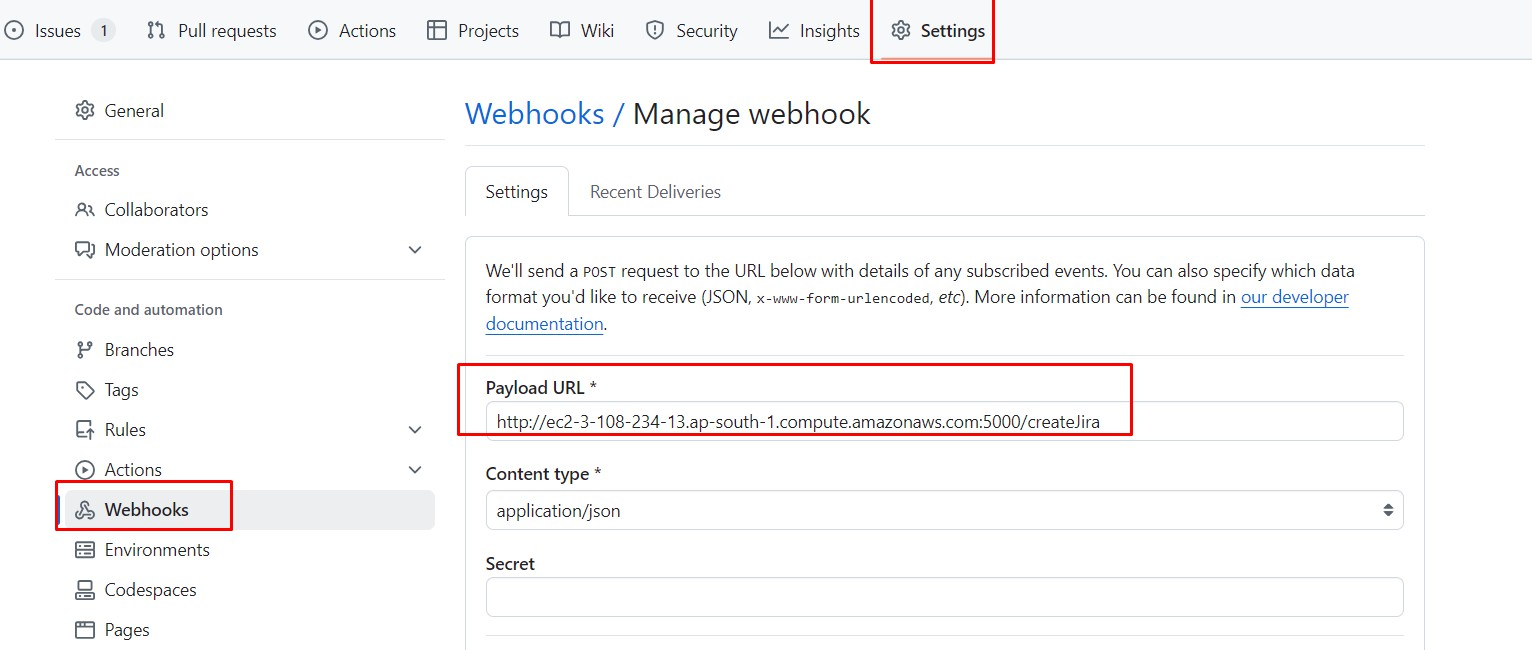 Issues 1 Pull requests Actions Projects Wiki Security Insights Settings
General
Access
Collaborators
Moderation options
Code and automation
Branches
Tags
Rules
Actions
Webhooks
Environments
Codespaces
Pages
Webhooks / Manage webhook
Settings Recent Deliveries
We'll send a POST request to the URL below with details of any subscribed events. You can also specify which data
format you'd like to receive (JSON, x-www-form-urlencoded, etc). More information can be found in our developer
documentation.
Payload URL *
http://ec2-3-108-234-13.ap-south-1.compute.amazonaws.com:5000/createJira
Content type *
application/json
Secret